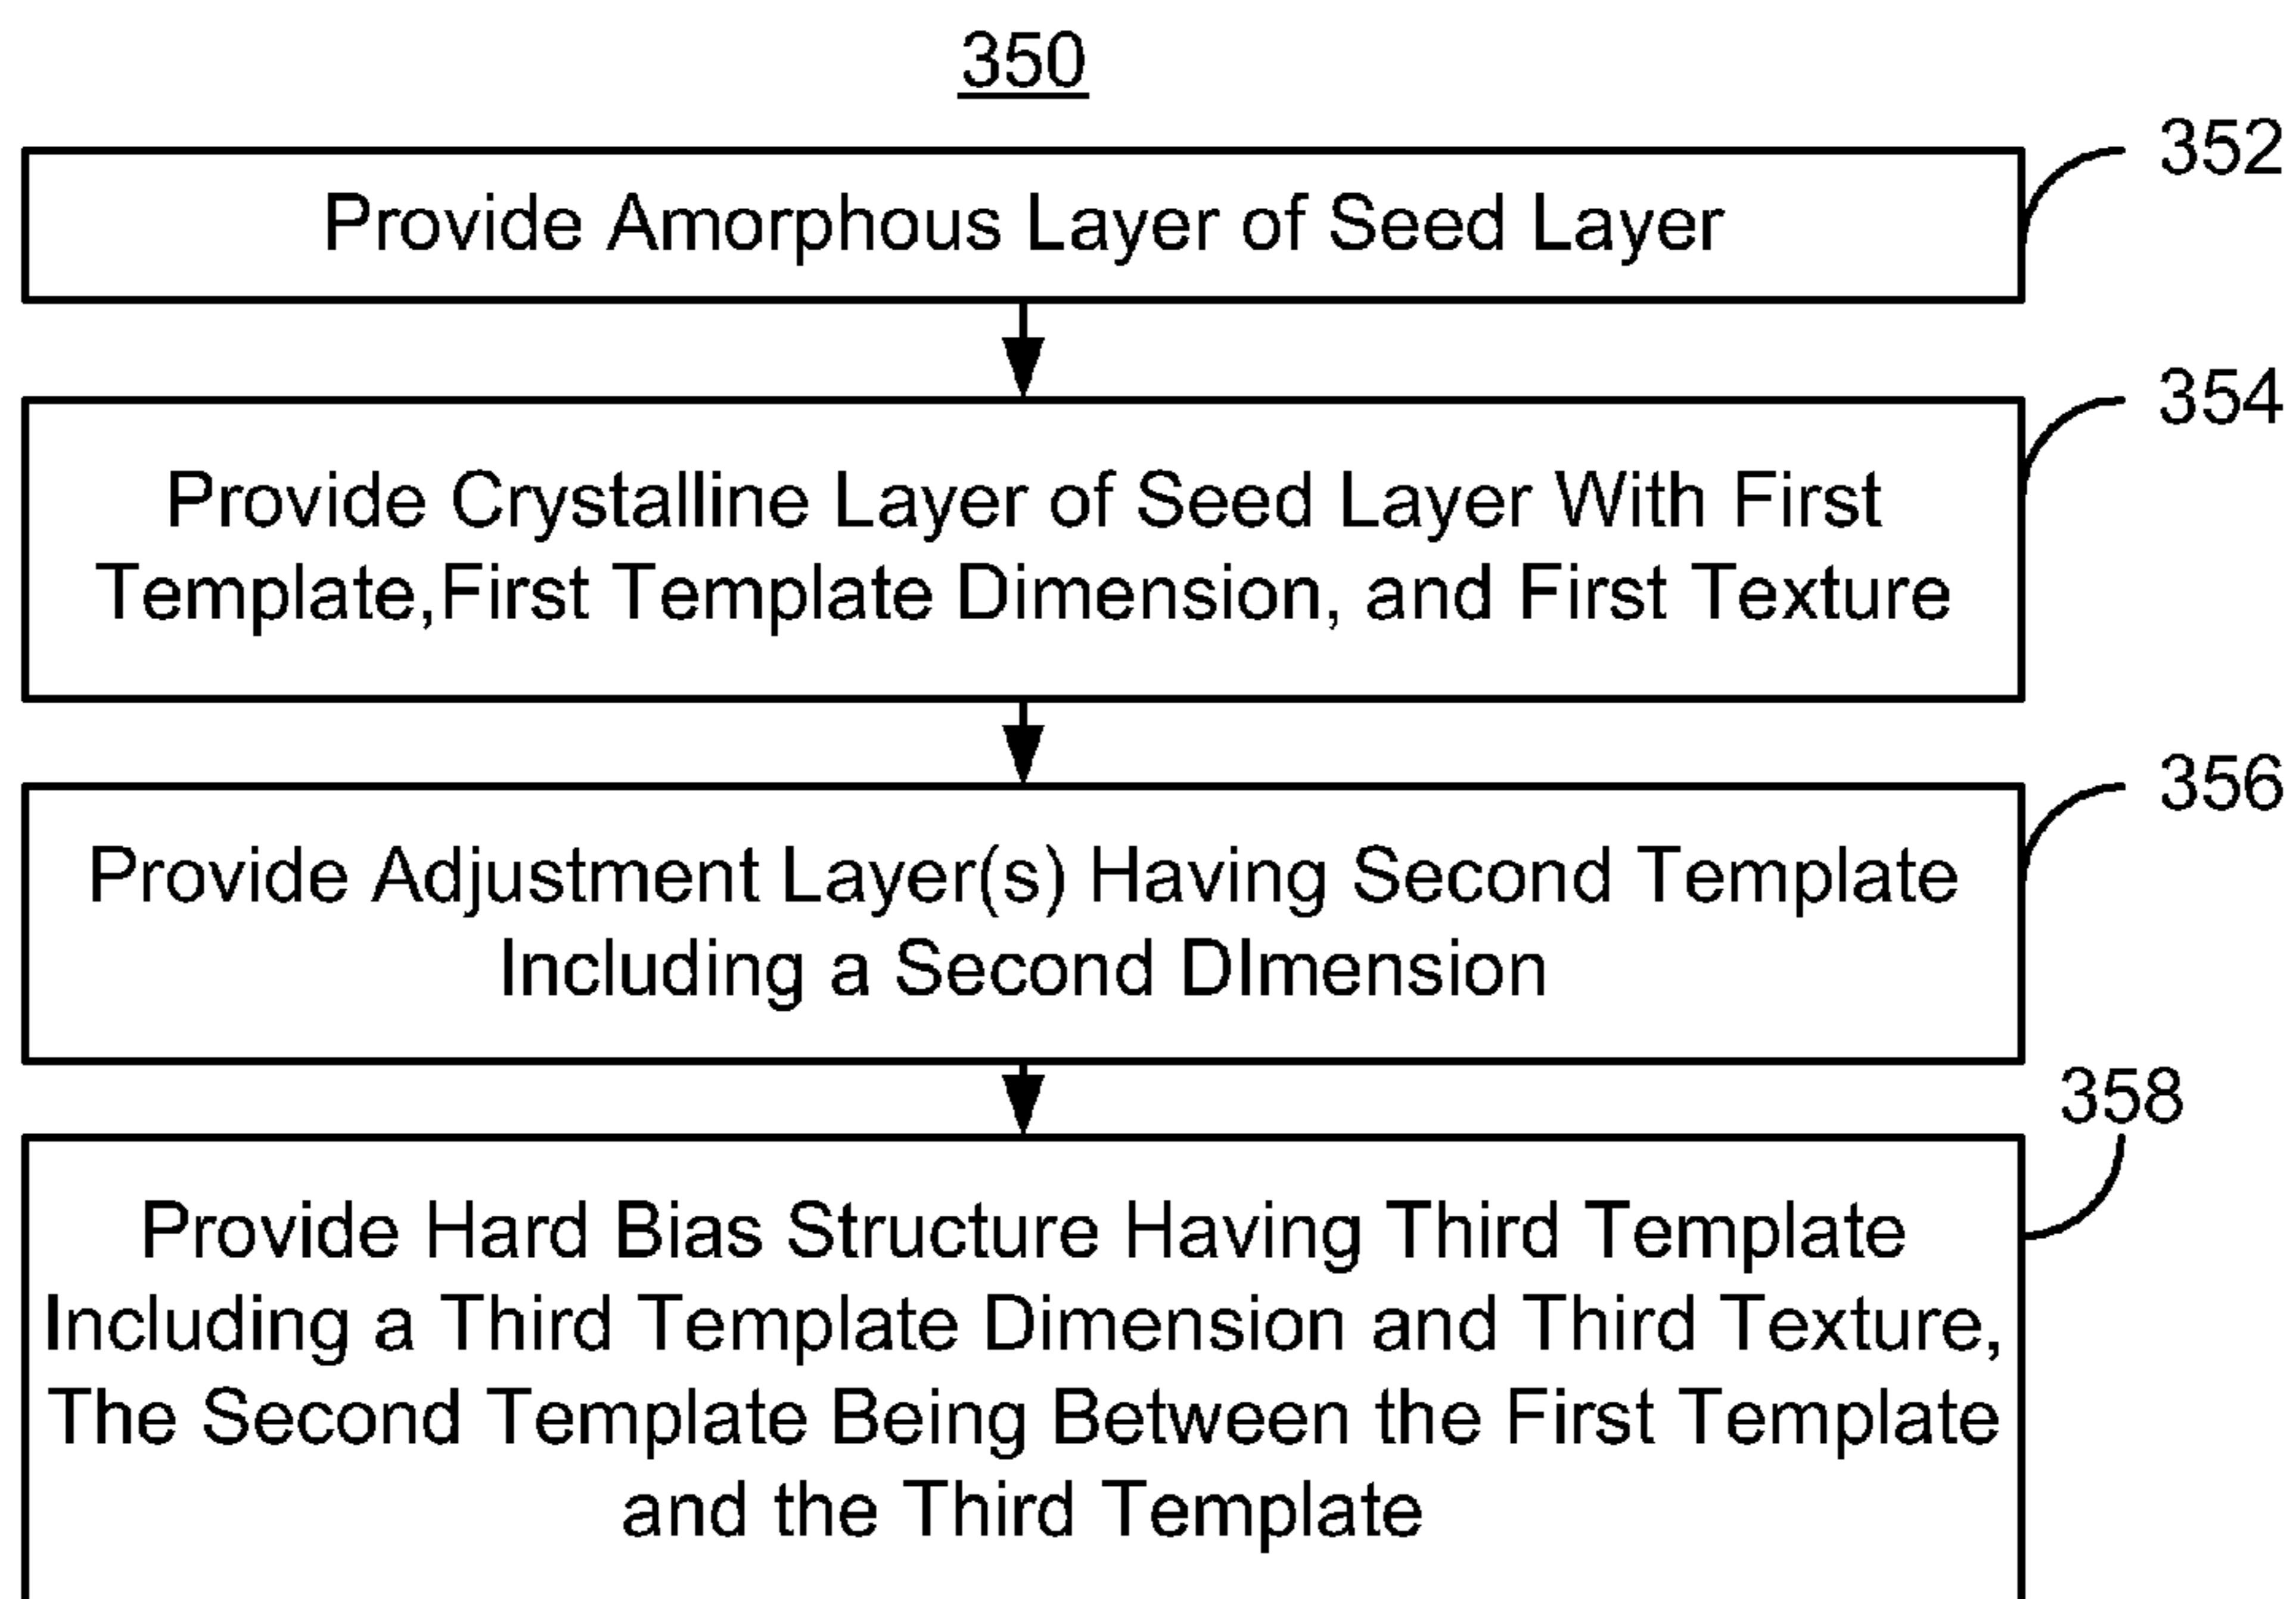 350
352
Provide Amorphous Layer of Seed Layer
354
Provide Crystalline Layer of Seed Layer With First
Template,First Template Dimension, and First Texture
356
Provide Adjustment Layer(s) Having Second Template
Including a Second DImension
358
Provide Hard Bias Structure Having Third Template
Including a Third Template Dimension and Third Texture,
The Second Template Being Between the First Template
and the Third Template